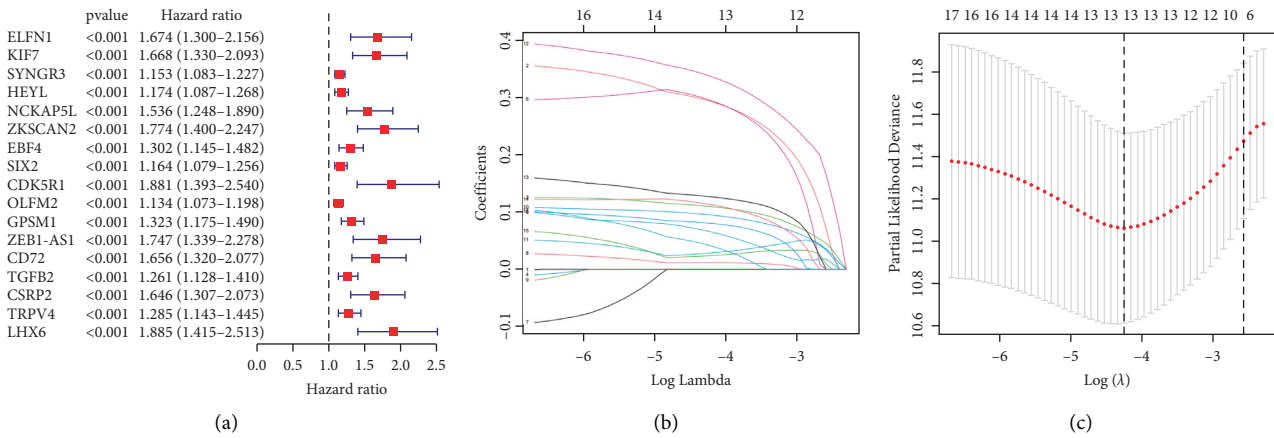 pvalue Hazard ratio
ELFN1 <0.001 1.674 (1.300−2.156)
KIF7 <0.001 1.668 (1.330−2.093)
SYNGR3 <0.001 1.153 (1.083−1.227)
HEYL <0.001 1.174 (1.087−1.268)
NCKAP5L <0.001 1.536 (1.248−1.890)
ZKSCAN2 <0.001 1.774 (1.400−2.247)
EBF4 <0.001 1.302 (1.145−1.482)
SIX2 <0.001 1.164 (1.079−1.256)
CDK5R1 <0.001 1.881 (1.393−2.540)
OLFM2 <0.001 1.134 (1.073−1.198)
GPSM1 <0.001 1.323 (1.175−1.490)
ZEB1-AS1 <0.001 1.747 (1.339−2.278)
CD72 <0.001 1.656 (1.320−2.077)
TGFB2 <0.001 1.261 (1.128−1.410)
CSRP2 <0.001 1.646 (1.307−2.073)
TRPV4 <0.001 1.285 (1.143−1.445)
LHX6 <0.001 1.885 (1.415−2.513)
0.0 0.5 1.0 1.5 2.0 2.5
Hazard ratio
(a)
16 14 13 12
0.4
0.3
0.2
0.1
0.0
−0.1
Coefficients
12
2
6
13
7
−6 −5 −4 −3
Log Lambda
(b)
17 16 16 14 14 14 14 13 13 13 13 13 12 12 10 6
11.8
11.6
11.4
11.2
11.0
10.8
10.6
Partial Likelihood Deviance
−6 −5 −4 −3
Log (λ)
(c)